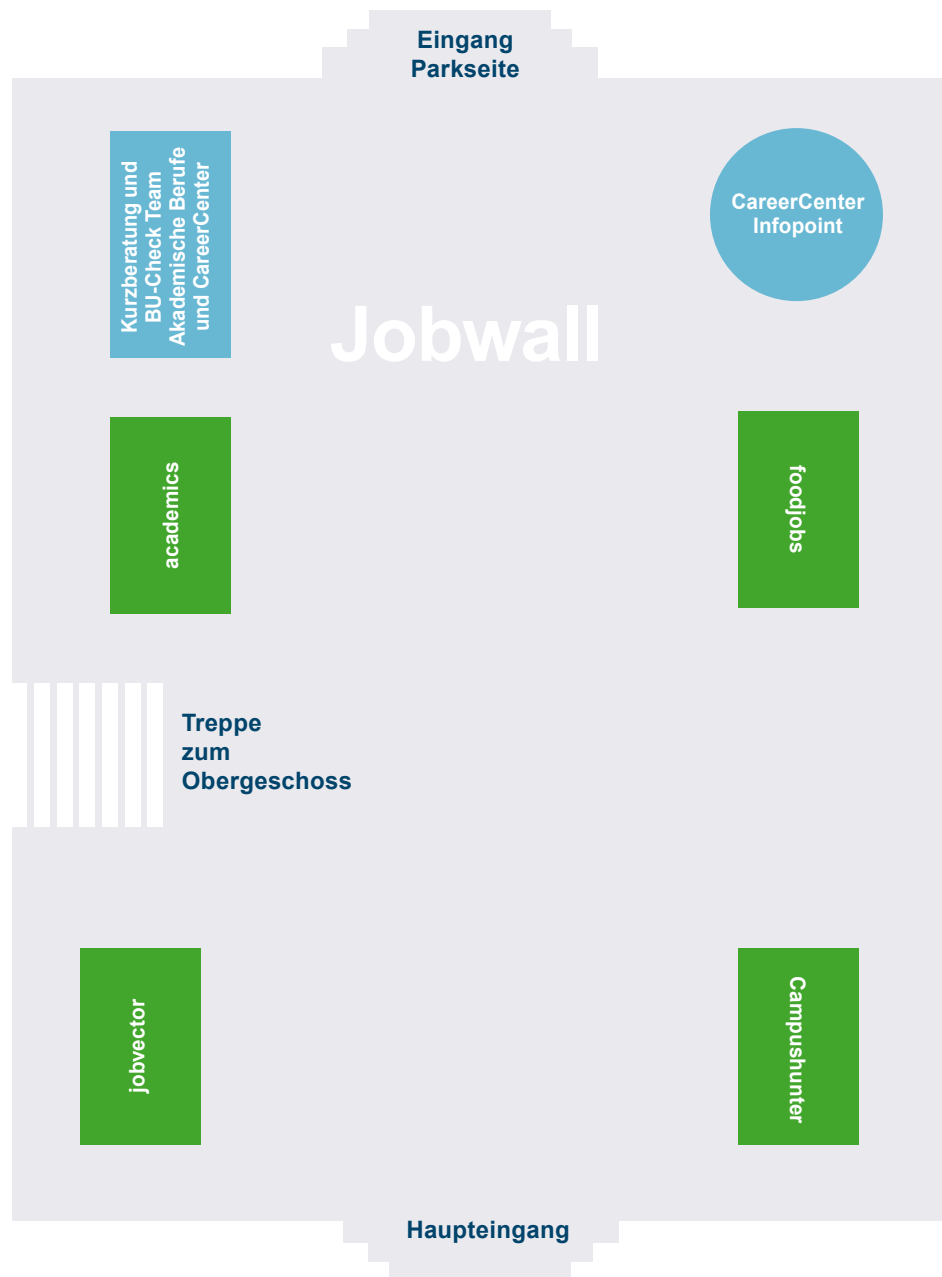 Eingang
Parkseite
Kurzberatung und
BU-Check Team
Akademische Berufe
und CareerCenter
CareerCenter
Infopoint
Jobwall
academics
foodjobs
Treppe
zum
Obergeschoss
jobvector
Campushunter
Haupteingang